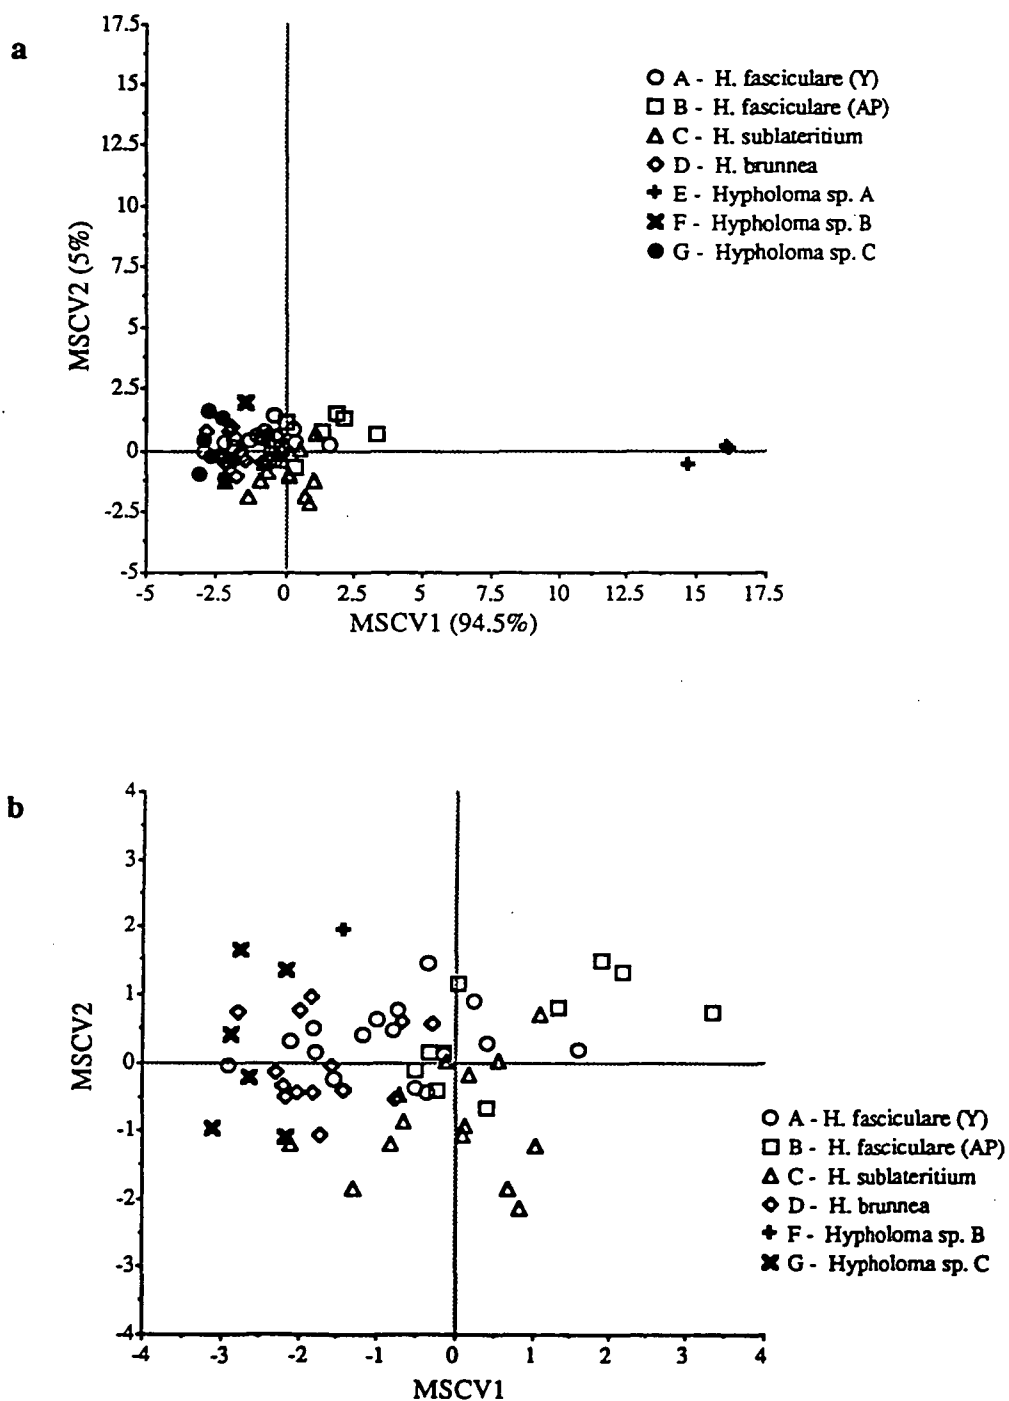 a
17.5
15
12.5
10
7.5
5
2.5
0
-2.5
-5
MSCV2 (5%)
A - H. fasciculare (Y)
B - H. fasciculare (AP)
C - H. sublateritium
D - H. brunnea
E - Hypholoma sp. A
F - Hypholoma sp. B
G - Hypholoma sp. C
-5 -2.5 0 2.5 5 7.5 10 12.5 15 17.5
MSCV1 (94.5%)
b
4
3
2
1
0
-1
-2
-3
-4
MSCV2
A - H. fasciculare (Y)
B - H. fasciculare (AP)
C - H. sublateritium
D - H. brunnea
F - Hypholoma sp. B
G - Hypholoma sp. C
-4 -3 -2 -1 0 1 2 3 4
MSCV1